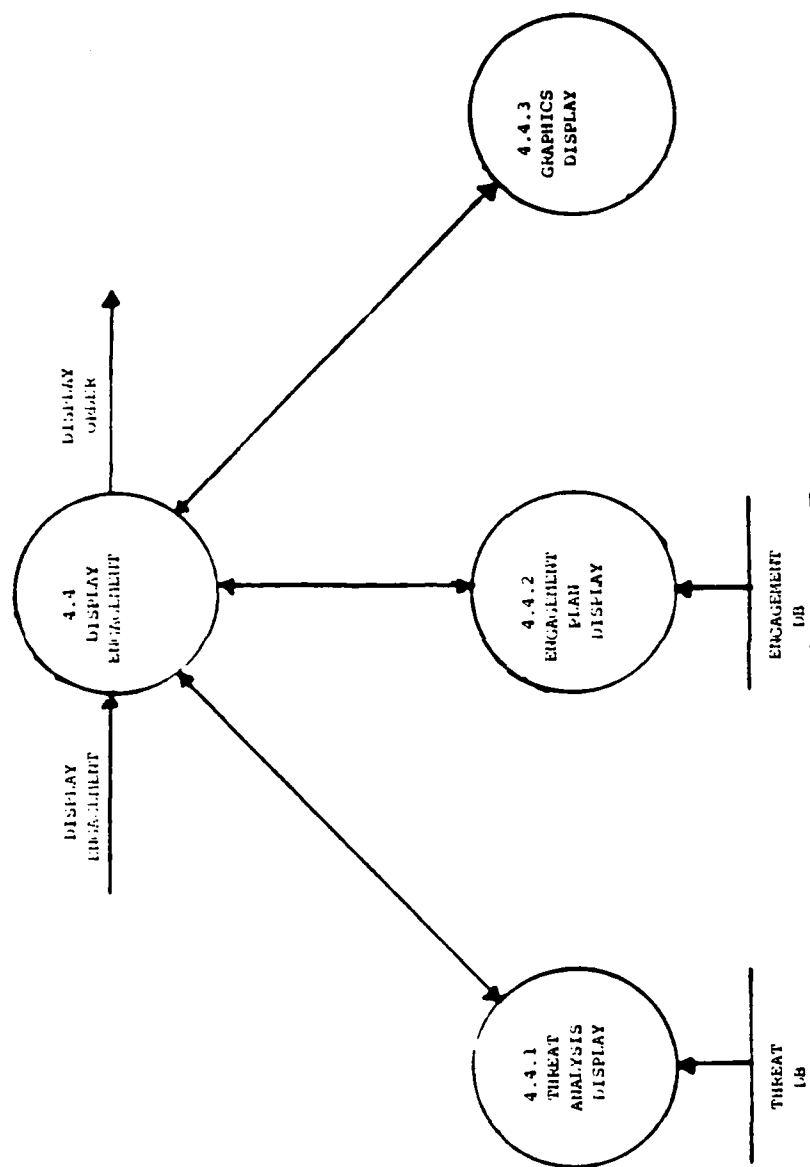 DISPLAY
ENGAGEMENT
4.4
DISPLAY
ENGAGEMENT
DISPLAY
ORDER
4.4.1
THREAT
ANALYSIS
DISPLAY
4.4.2
ENGAGEMENT
PLAN
DISPLAY
4.4.3
GRAPHICS
DISPLAY
THREAT
DB
ENGAGEMENT
DB